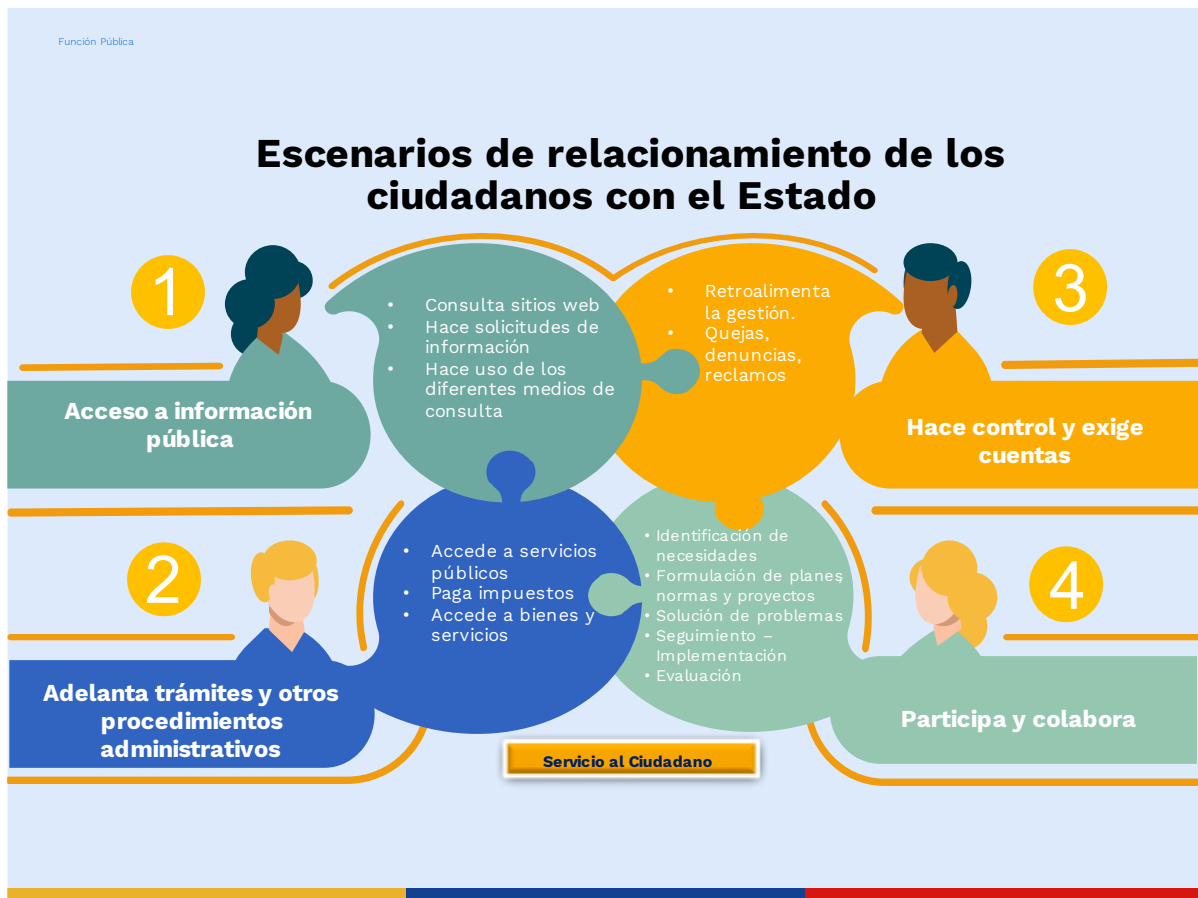 Función Pública
Escenarios de relacionamiento de los
ciudadanos con el Estado
1
Acceso a información
pública
• Consulta sitios web
• Hace solicitudes de
información
• Hace uso de los
diferentes medios de
consulta
2
Adelanta trámites y otros
procedimientos
administrativos
• Accede a servicios
públicos
• Paga impuestos
• Accede a bienes y
servicios
3
Hace control y exige
cuentas
• Retroalimenta
la gestión.
• Quejas,
denuncias,
reclamos
4
Participa y colabora
• Identificación de
necesidades
• Formulación de planes
normas y proyectos
• Solución de problemas
• Seguimiento –
Implementación
• Evaluación
Servicio al Ciudadano